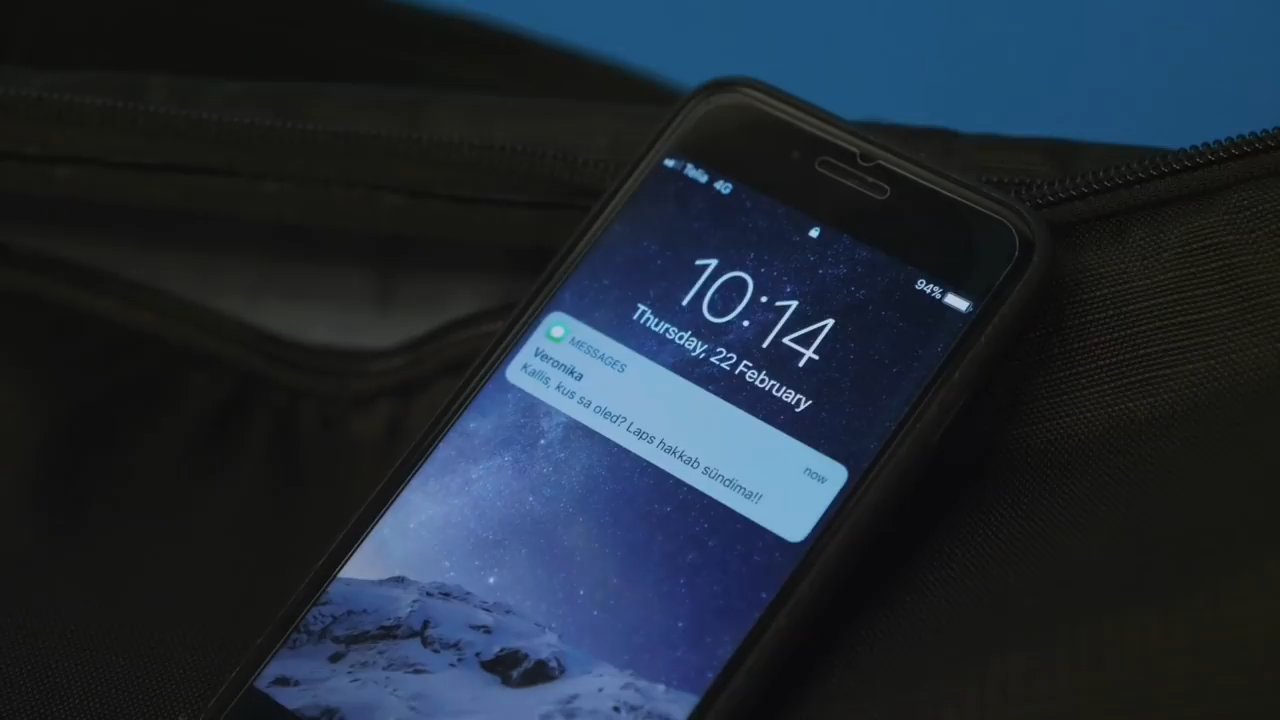 Telia 4G
94%
10:14
Thursday, 22 February
MESSAGES
now
Veronika
Kallis, kus sa oled? Laps hakkab sündima!!